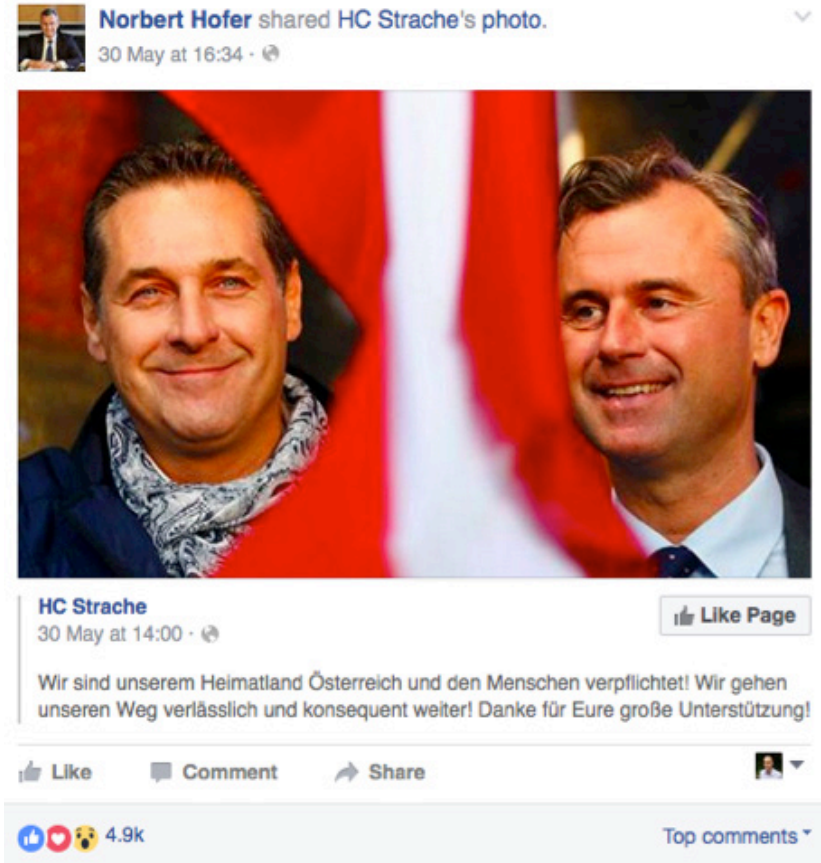 Norbert Hofer shared HC Strache's photo.
30 May at 16:34 ·
HC Strache
30 May at 14:00 ·
Like Page
Wir sind unserem Heimatland Österreich und den Menschen verpflichtet! Wir gehen
unseren Weg verlässlich und konsequent weiter! Danke für Eure große Unterstützung!
Like Comment Share
4.9k Top comments